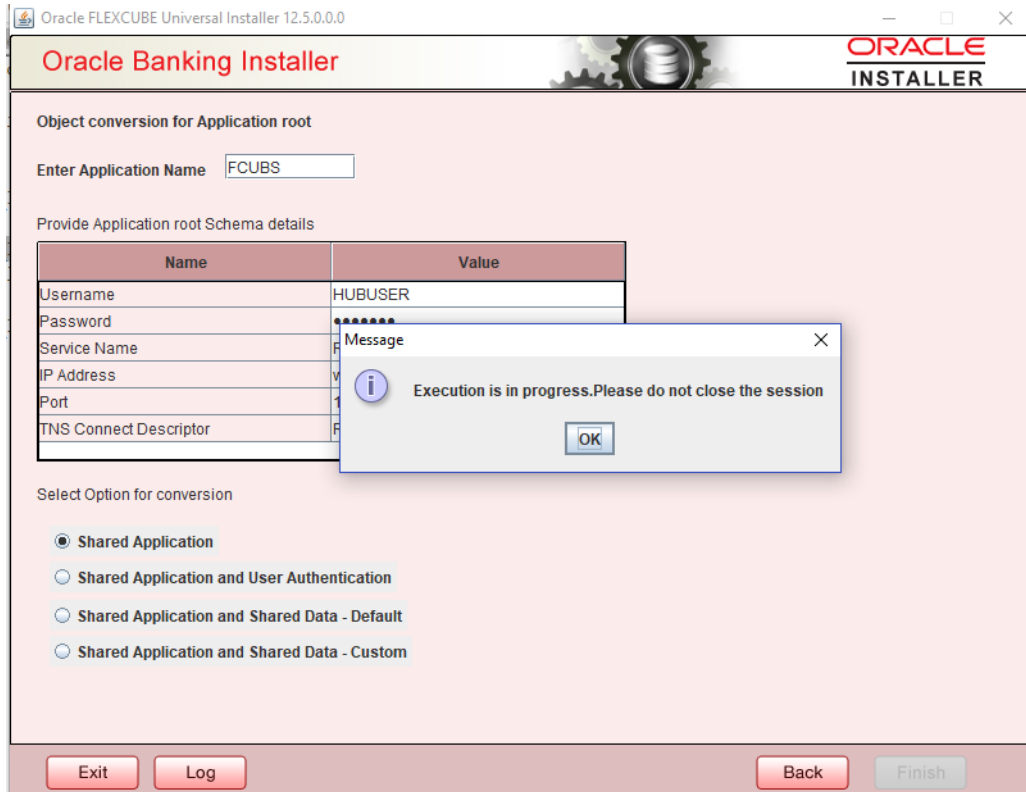 Oracle FLEXCUBE Universal Installer 12.5.0.0.0
Oracle Banking Installer
ORACLE
INSTALLER
Object conversion for Application root
Enter Application Name FCUBS
Provide Application root Schema details
Name Value
Username HUBUSER
Password
Service Name
IP Address
Port
TNS Connect Descriptor
Message
Execution is in progress.Please do not close the session
OK
Select Option for conversion
Shared Application
Shared Application and User Authentication
Shared Application and Shared Data - Default
Shared Application and Shared Data - Custom
Exit Log Back Finish